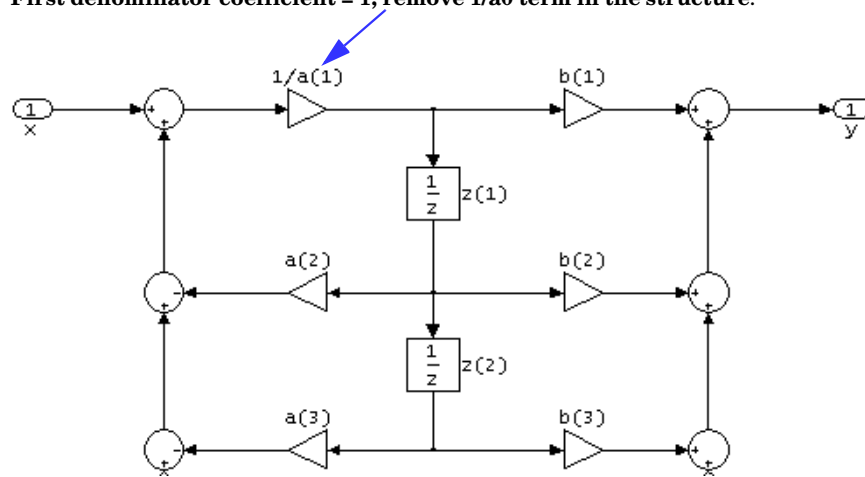 First denominator coefficient = 1, remove 1/a0 term in the structure.
1/a(1) b(1)
1 1
x y
1/z z(1)
a(2) b(2)
1/z z(2)
a(3) b(3)